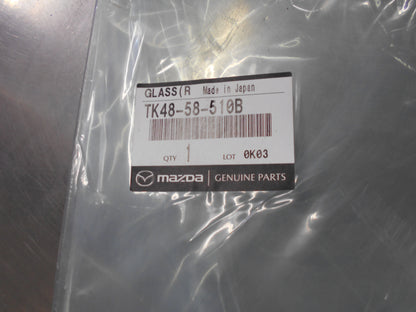 GLASS(R Made in Japan
TK48-58-510B
QTY 1 LOT 0K03
mazda GENUINE PARTS